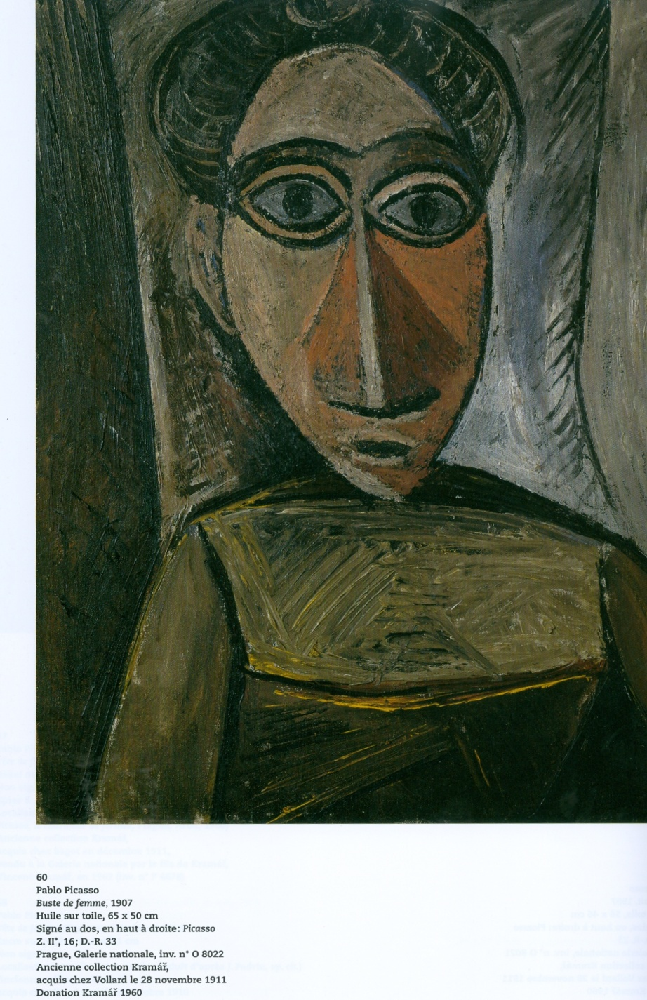 60
Pablo Picasso
Buste de femme, 1907
Huile sur toile, 65 x 50 cm
Signé au dos, en haut à droite: Picasso
Z. II*, 16; D.-R. 33
Prague, Galerie nationale, inv. n° O 8022
Ancienne collection Kramář,
acquis chez Vollard le 28 novembre 1911
Donation Kramář 1960